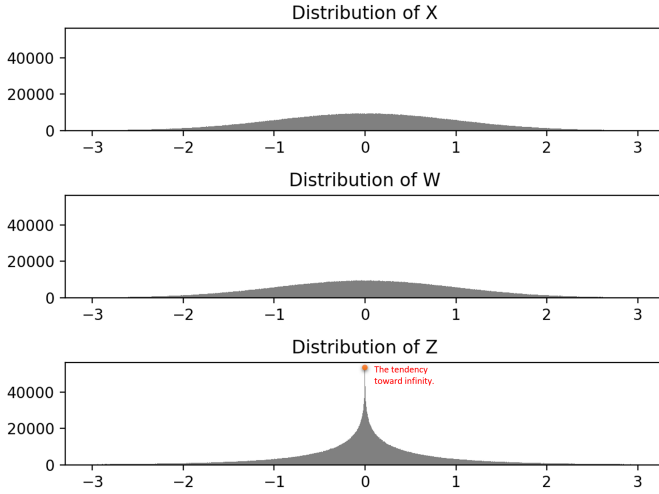 Distribution of X
40000
20000
0
−3 −2 −1 0 1 2 3
Distribution of W
40000
20000
0
−3 −2 −1 0 1 2 3
Distribution of Z
The tendency
toward infinity.
40000
20000
0
−3 −2 −1 0 1 2 3